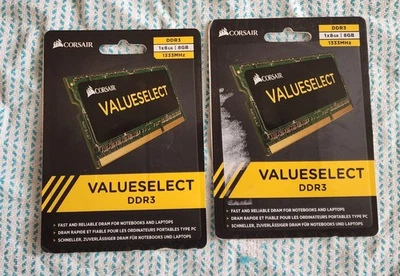 CORSAIR
DDR3
1x8GB | 8GB
1333MHz
CORSAIR
VALUESELECT
VALUESELECT
DDR3
• FAST AND RELIABLE DRAM FOR NOTEBOOKS AND LAPTOPS
• DRAM RAPIDE ET FIABLE POUR LES ORDINATEURS PORTABLES TYPE PC
• SCHNELLER, ZUVERLÄSSIGER DRAM FÜR NOTEBOOKS UND LAPTOPS
CORSAIR
DDR3
1x8GB | 8GB
1333MHz
CORSAIR
VALUESELECT
VALUESELECT
DDR3
• FAST AND RELIABLE DRAM FOR NOTEBOOKS AND LAPTOPS
• DRAM RAPIDE ET FIABLE POUR LES ORDINATEURS PORTABLES TYPE PC
• SCHNELLER, ZUVERLÄSSIGER DRAM FÜR NOTEBOOKS UND LAPTOPS